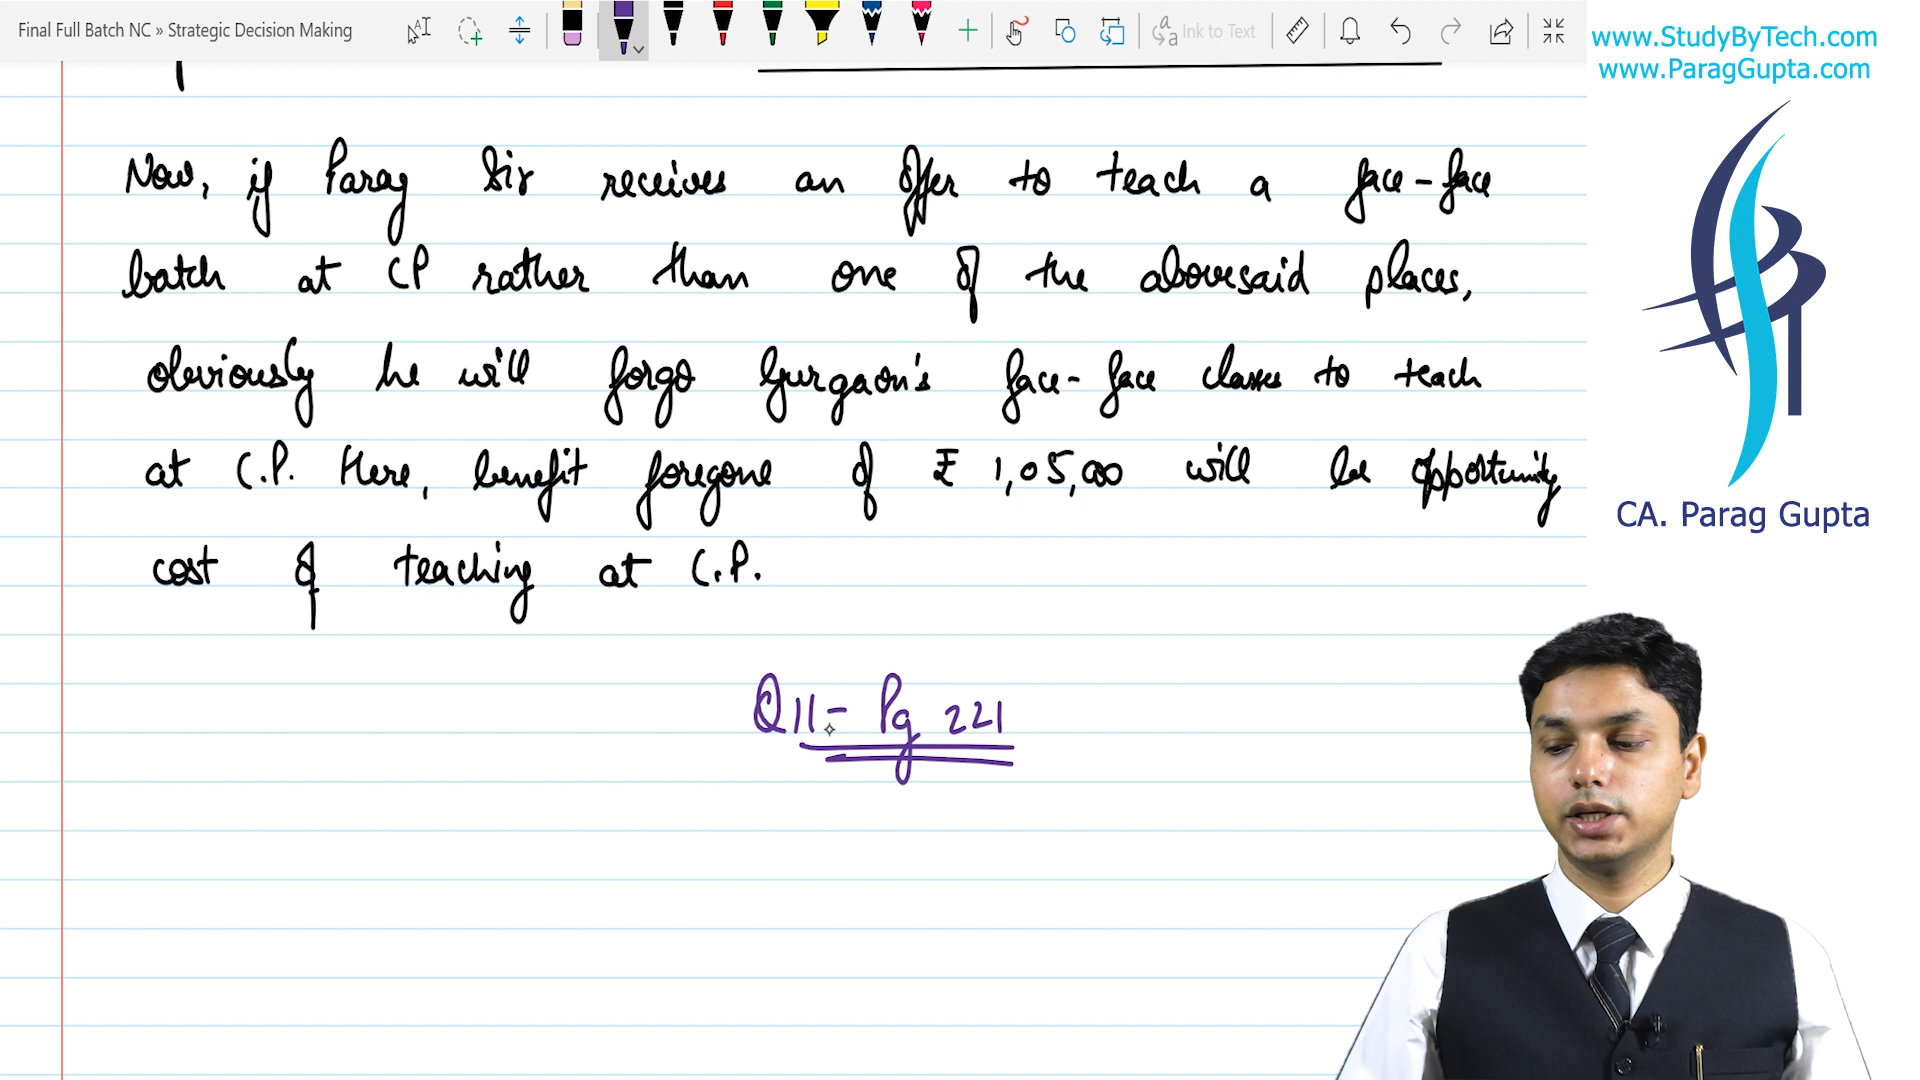 Final Full Batch NC » Strategic Decision Making
Ink to Text
www.StudyByTech.com
www.ParagGupta.com
Now, if Parag Sir receives an offer to teach a face-face
batch at CP rather than one of the abovesaid places,
obviously he will forgo Gurgaon's face-face classes to teach
at C.P. Here, benefit foregone of ₹ 1,05,000 will be opportunity
cost of teaching at C.P.
CA. Parag Gupta
Q11- Pg 221